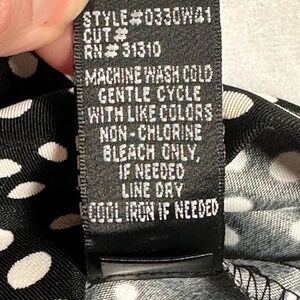 STYLE#0330W41
CUT#
RN# 31310
MACHINE WASH COLD
GENTLE CYCLE
WITH LIKE COLORS
NON-CHLORINE
BLEACH ONLY,
IF NEEDED
LINE DRY
COOL IRON IF NEEDED